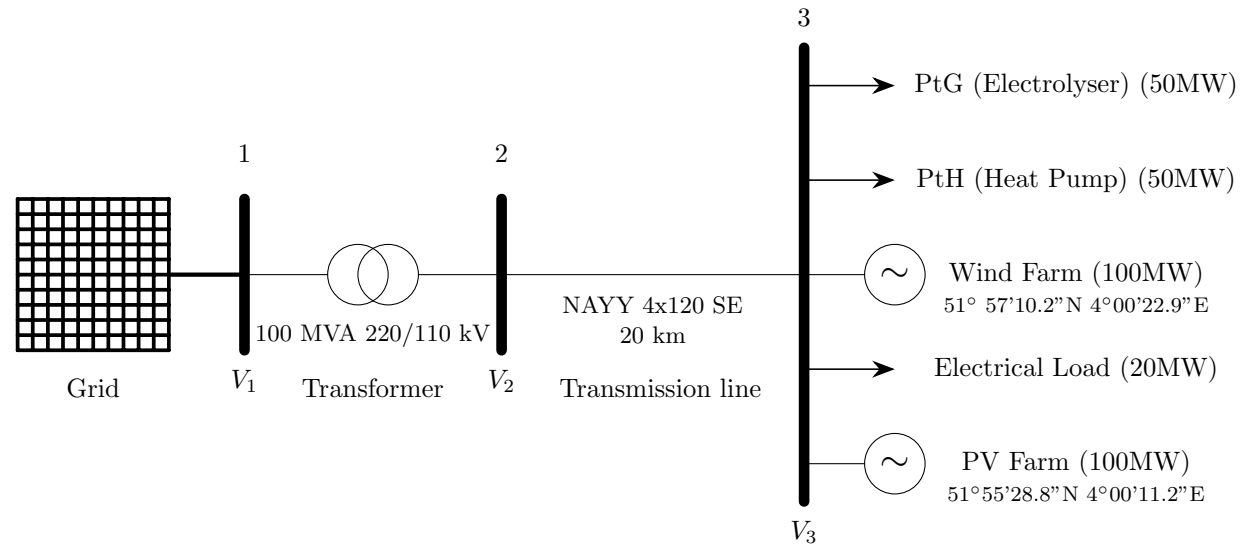 3
PtG (Electrolyser) (50MW)
1
2
PtH (Heat Pump) (50MW)
~
Wind Farm (100MW)
51° 57’10.2”N 4°00’22.9”E
NAYY 4x120 SE
20 km
100 MVA 220/110 kV
Grid
V1
Transformer
V2
Transmission line
Electrical Load (20MW)
~
PV Farm (100MW)
51°55’28.8”N 4°00’11.2”E
V3